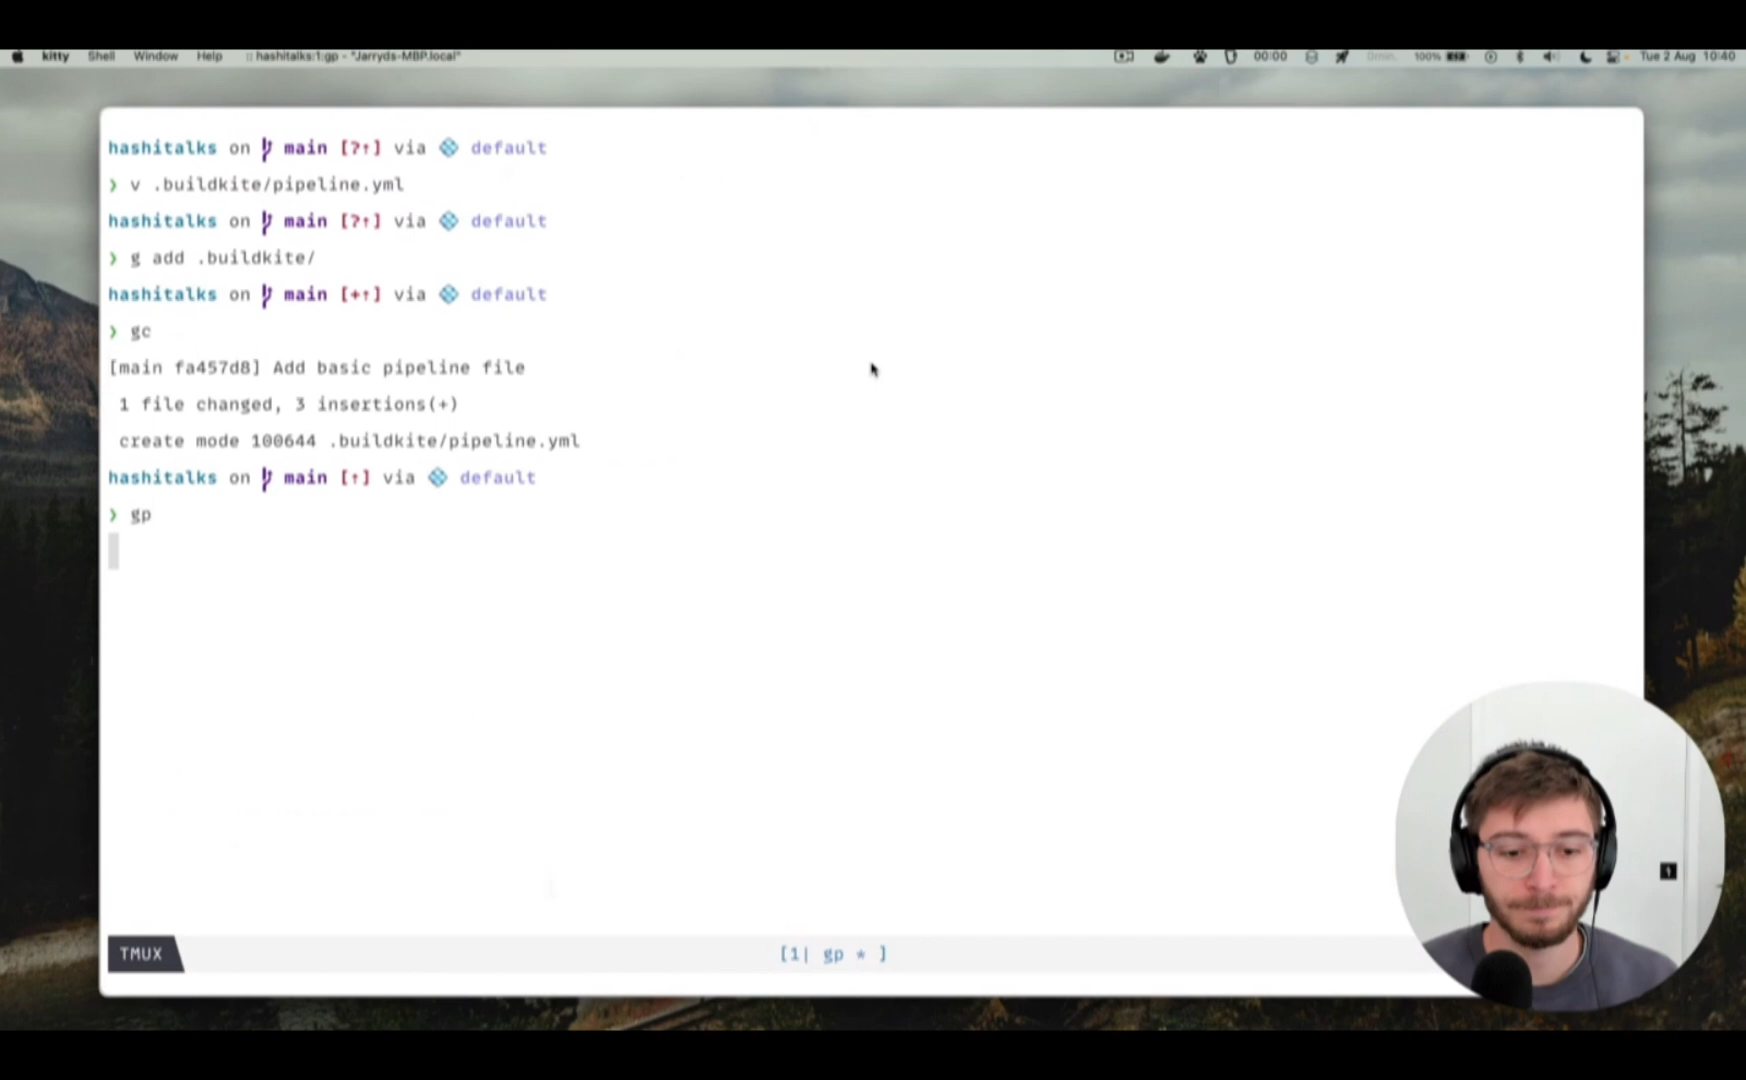 kitty Shell Window Help hashitalks:1:gp - "Jarryds-MBP.local" 00:00 0min. 100% Tue 2 Aug 10:40
hashitalks on main [?↑] via default
❯ v .buildkite/pipeline.yml
hashitalks on main [?↑] via default
❯ g add .buildkite/
hashitalks on main [+↑] via default
❯ gc
[main fa457d8] Add basic pipeline file
1 file changed, 3 insertions(+)
create mode 100644 .buildkite/pipeline.yml
hashitalks on main [↑] via default
❯ gp
TMUX [1| gp * ]